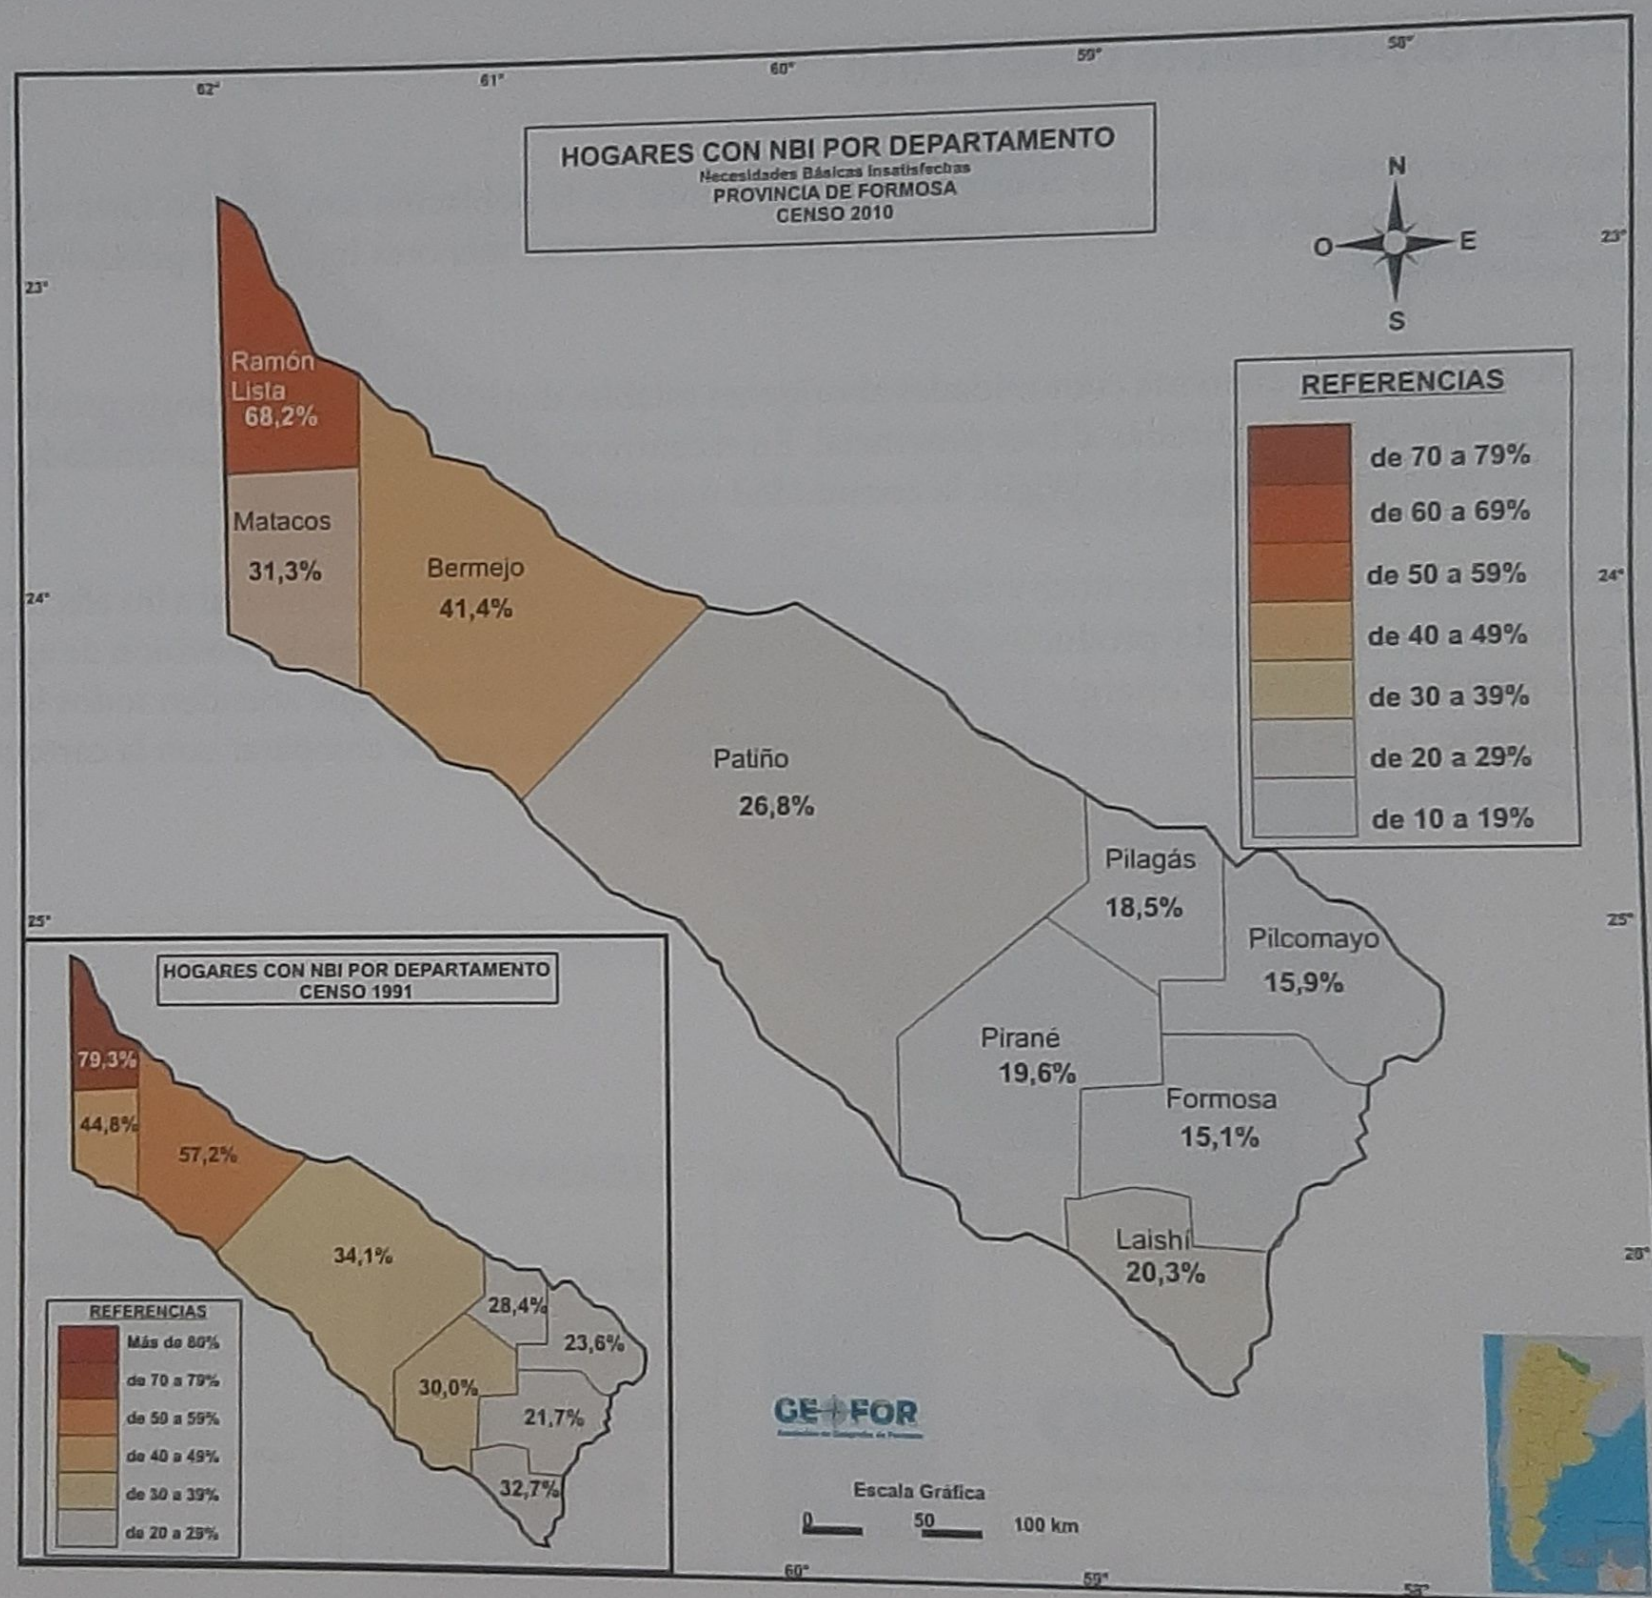 62°
61°
60°
59°
58°
HOGARES CON NBI POR DEPARTAMENTO
Necesidades Básicas Insatisfechas
PROVINCIA DE FORMOSA
CENSO 2010
N
O
E
S
23°
23°
24°
24°
25°
25°
26°
Ramón
Lista
68,2%
Matacos
31,3%
Bermejo
41,4%
Patiño
26,8%
Pilagás
18,5%
Pilcomayo
15,9%
Pirané
19,6%
Formosa
15,1%
Laishí
20,3%
REFERENCIAS
de 70 a 79%
de 60 a 69%
de 50 a 59%
de 40 a 49%
de 30 a 39%
de 20 a 29%
de 10 a 19%
HOGARES CON NBI POR DEPARTAMENTO
CENSO 1991
79,3%
44,8%
57,2%
34,1%
28,4%
23,6%
30,0%
21,7%
32,7%
REFERENCIAS
Más de 80%
de 70 a 79%
de 50 a 59%
de 40 a 49%
de 30 a 39%
de 20 a 29%
GEOFOR
Escala Gráfica
0 50 100 km
60°
59°
58°